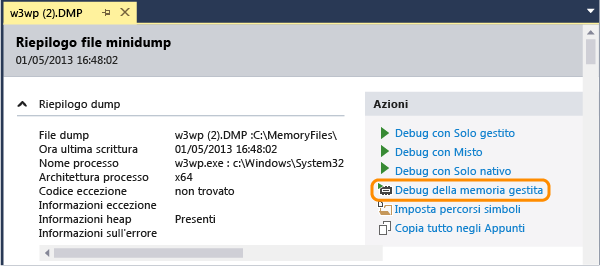 w3wp (2).DMP
Riepilogo file minidump
01/05/2013 16:48:02
Riepilogo dump
File dump w3wp (2).DMP :C:\MemoryFiles\
Ora ultima scrittura 01/05/2013 16:48:02
Nome processo w3wp.exe : c:\Windows\System32
Architettura processo x64
Codice eccezione non trovato
Informazioni eccezione
Informazioni heap Presenti
Informazioni sull'errore
Azioni
Debug con Solo gestito
Debug con Misto
Debug con Solo nativo
Debug della memoria gestita
Imposta percorsi simboli
Copia tutto negli Appunti